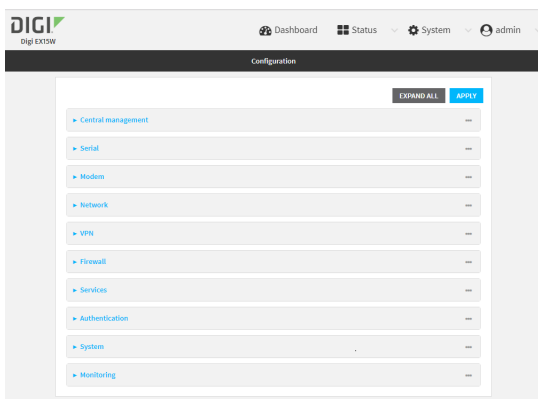 DIGI
Digi EX15W
Dashboard Status System admin
Configuration
EXPAND ALL APPLY
Central management
Serial
Modem
Network
VPN
Firewall
Services
Authentication
System
Monitoring